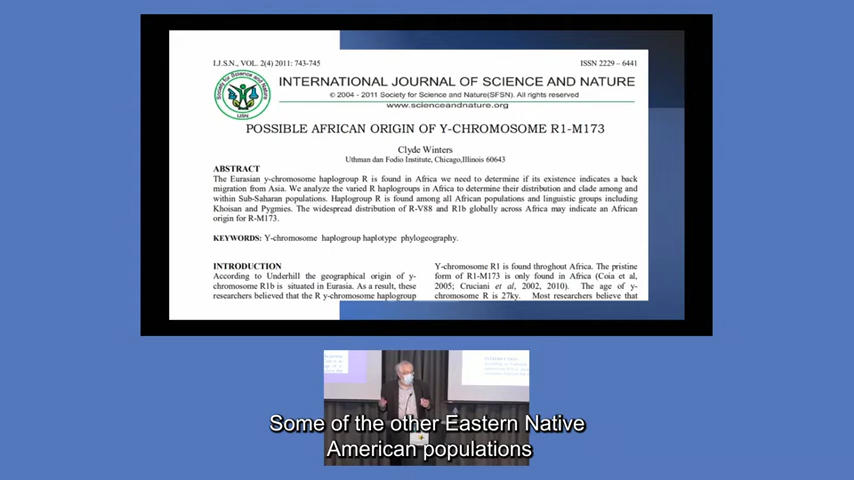 I.J.S.N., VOL. 2(4) 2011: 743-745
ISSN 2229 – 6441
Society for Science and Nature
IJSN
INTERNATIONAL JOURNAL OF SCIENCE AND NATURE
© 2004 - 2011 Society for Science and Nature(SFSN). All rights reserved
www.scienceandnature.org
POSSIBLE AFRICAN ORIGIN OF Y-CHROMOSOME R1-M173
Clyde Winters
Uthman dan Fodio Institute, Chicago,Illinois 60643
ABSTRACT
The Eurasian y-chromosome haplogroup R is found in Africa we need to determine if its existence indicates a back
migration from Asia. We analyze the varied R haplogroups in Africa to determine their distribution and clade among and
within Sub-Saharan populations. Haplogroup R is found among all African populations and linguistic groups including
Khoisan and Pygmies. The widespread distribution of R-V88 and R1b globally across Africa may indicate an African
origin for R-M173.
KEYWORDS: Y-chromosome haplogroup haplotype phylogeography.
INTRODUCTION
According to Underhill the geographical origin of y-
chromosome R1b is situated in Eurasia. As a result, these
researchers believed that the R y-chromosome haplogroup
Y-chromosome R1 is found throghout Africa. The pristine
form of R1-M173 is only found in Africa (Coia et al,
2005; Cruciani et al, 2002, 2010). The age of y-
chromosome R is 27ky. Most researchers believe that
Some of the other Eastern Native
American populations